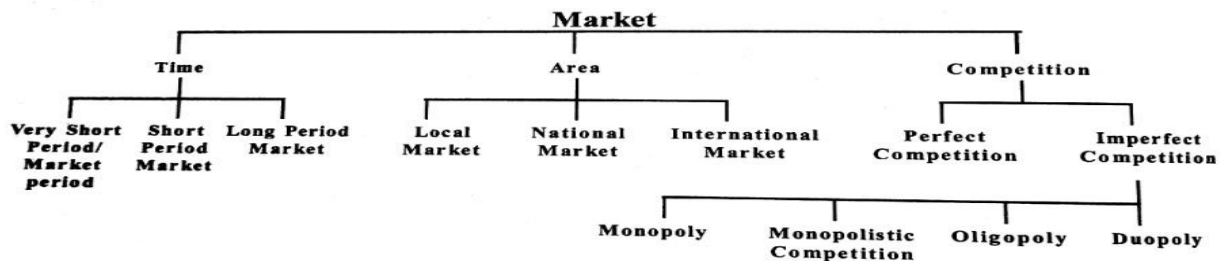 Market
Time
Area
Competition
Very Short
Period/
Market
period
Short
Period
Market
Long Period
Market
Local
Market
National
Market
International
Market
Perfect
Competition
Imperfect
Competition
Monopoly
Monopolistic
Competition
Oligopoly
Duopoly